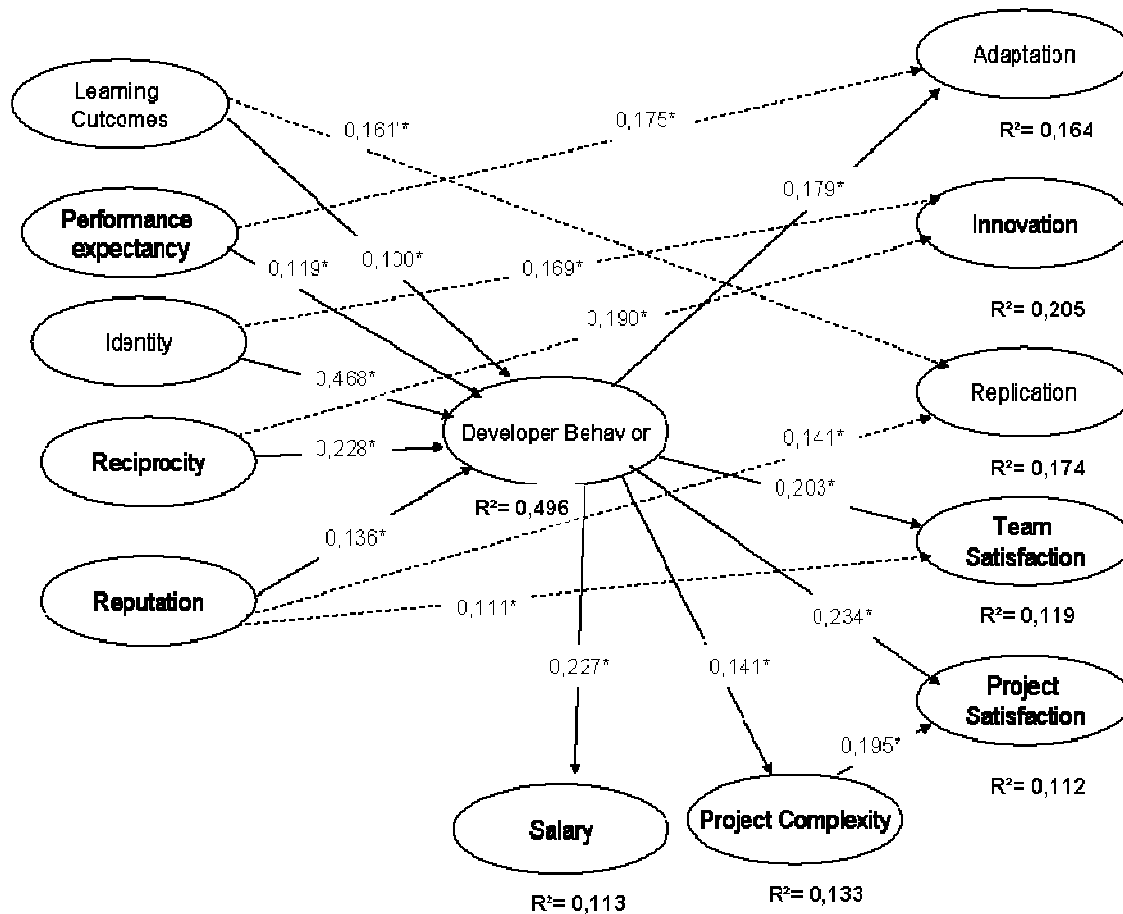 Adaptation
Learning
Cutcomes
0,161'*
0,175*
R²= 0,164
0,179*
Performance
expectancy
Innovation
0,119*
0,100*
0,169*
R²= 0,205
0,190*
Identity
0,468*
Replication
Developer Behav or
0,141*
Reciprocity
0,228*
R²= 0,174
0,203*
R²= 0,496
Team
Satisfaction
0,136*
Reputation
0,111*
R²= 0,119
0,234*
0,227*
0,141*
Project
Satisfaction
0,195*
R²= 0,112
Salary
Project Complexity
R²= 0,113
R²= 0,133